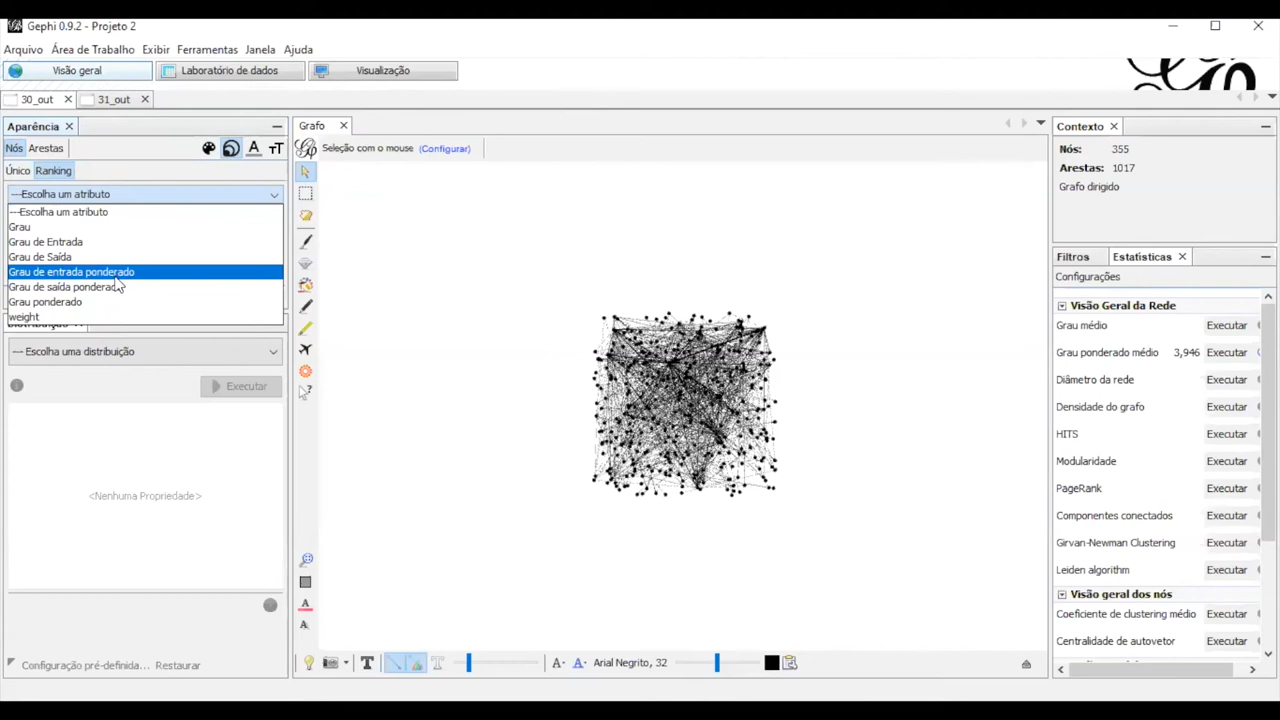 Gephi 0.9.2 - Projeto 2
Arquivo Área de Trabalho Exibir Ferramentas Janela Ajuda
Visão geral Laboratório de dados Visualização
30_out 31_out
Aparência
Nós Arestas
Único Ranking
---Escolha um atributo
---Escolha um atributo
Grau
Grau de Entrada
Grau de Saída
Grau de entrada ponderado
Grau de saída ponderado
Grau ponderado
weight
--- Escolha uma distribuição
Executar
<Nenhuma Propriedade>
Configuração pré-definida... Restaurar
Grafo
Seleção com o mouse (Configurar)
Arial Negrito, 32
Contexto
Nós: 355
Arestas: 1017
Grafo dirigido
Filtros Estatísticas
Configurações
Visão Geral da Rede
Grau médio Executar
Grau ponderado médio 3,946 Executar
Diâmetro da rede Executar
Densidade do grafo Executar
HITS Executar
Modularidade Executar
PageRank Executar
Componentes conectados Executar
Girvan-Newman Clustering Executar
Leiden algorithm Executar
Visão geral dos nós
Coeficiente de clustering médio Executar
Centralidade de autovetor Executar